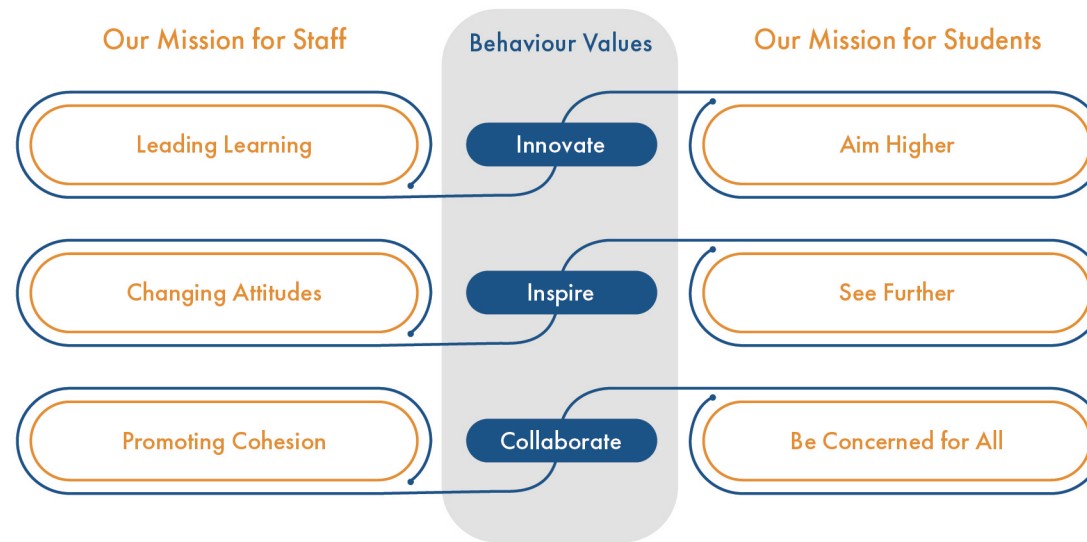 Our Mission for Staff
Behaviour Values
Our Mission for Students
Leading Learning
Innovate
Aim Higher
Changing Attitudes
Inspire
See Further
Promoting Cohesion
Collaborate
Be Concerned for All